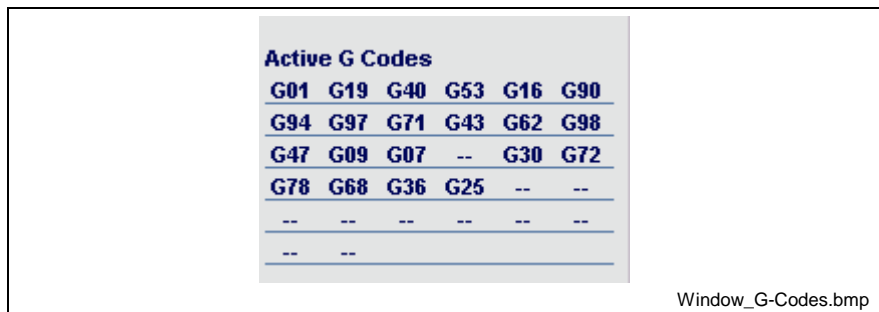 Active G Codes
G01 G19 G40 G53 G16 G90
G94 G97 G71 G43 G62 G98
G47 G09 G07 -- G30 G72
G78 G68 G36 G25 -- --
-- -- -- -- -- --
-- --
Window_G-Codes.bmp